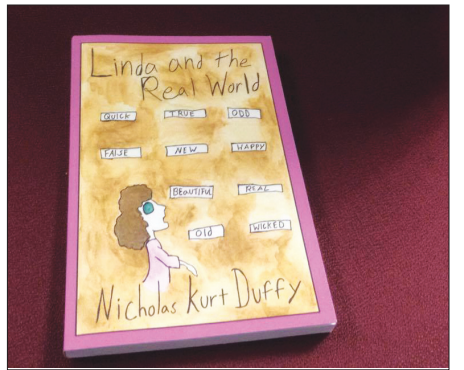 Linda and the
Real World
QUICK TRUE ODD
FALSE NEW HAPPY
BEAUTIFUL REAL
Old WICKED
Nicholas Kurt Duffy